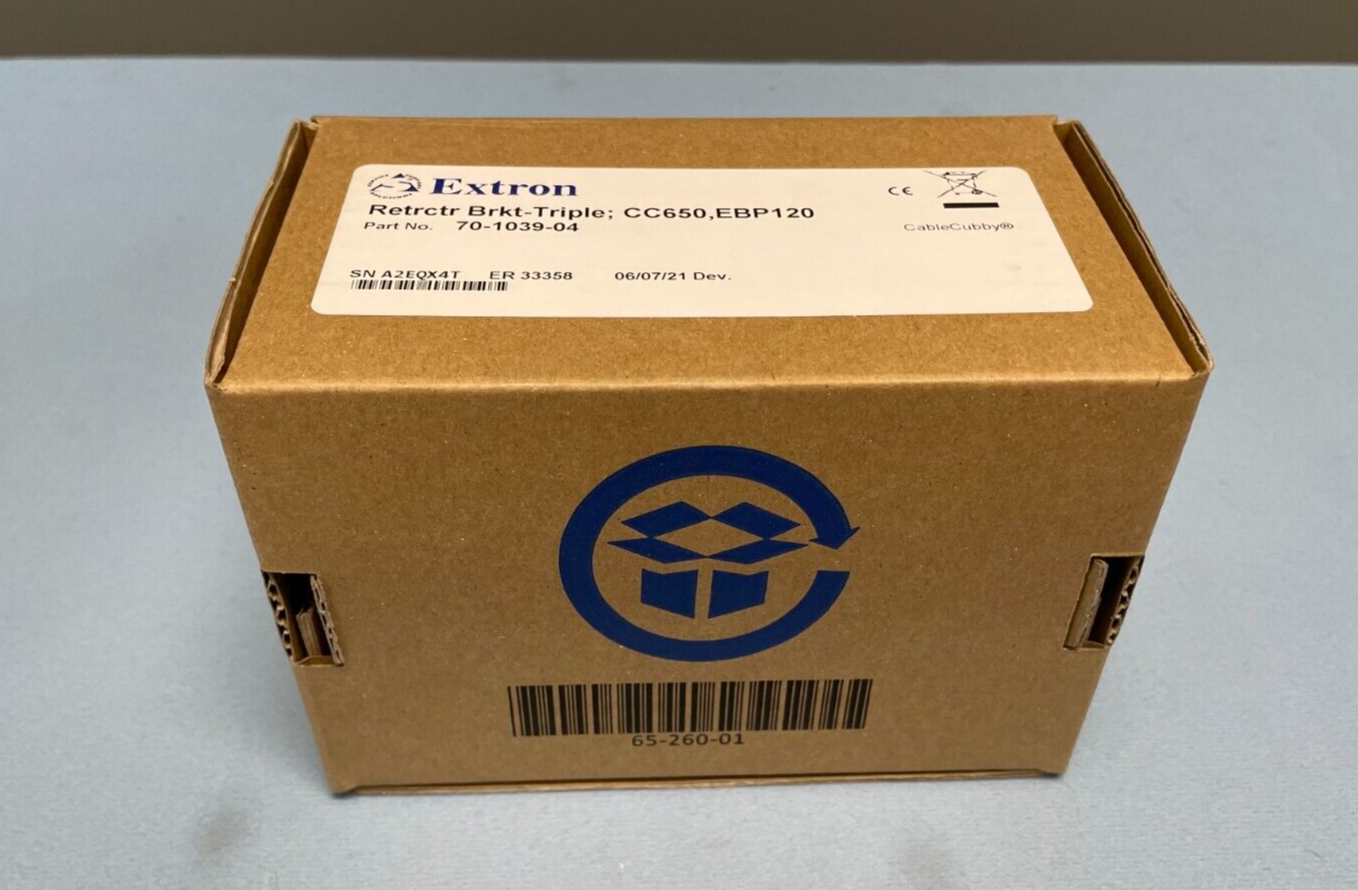 Extron
Retrctr Brkt-Triple; CC650,EBP120
Part No. 70-1039-04
CE
CableCubby®
SN A2EQX4T ER 33358 06/07/21 Dev.
65-260-01